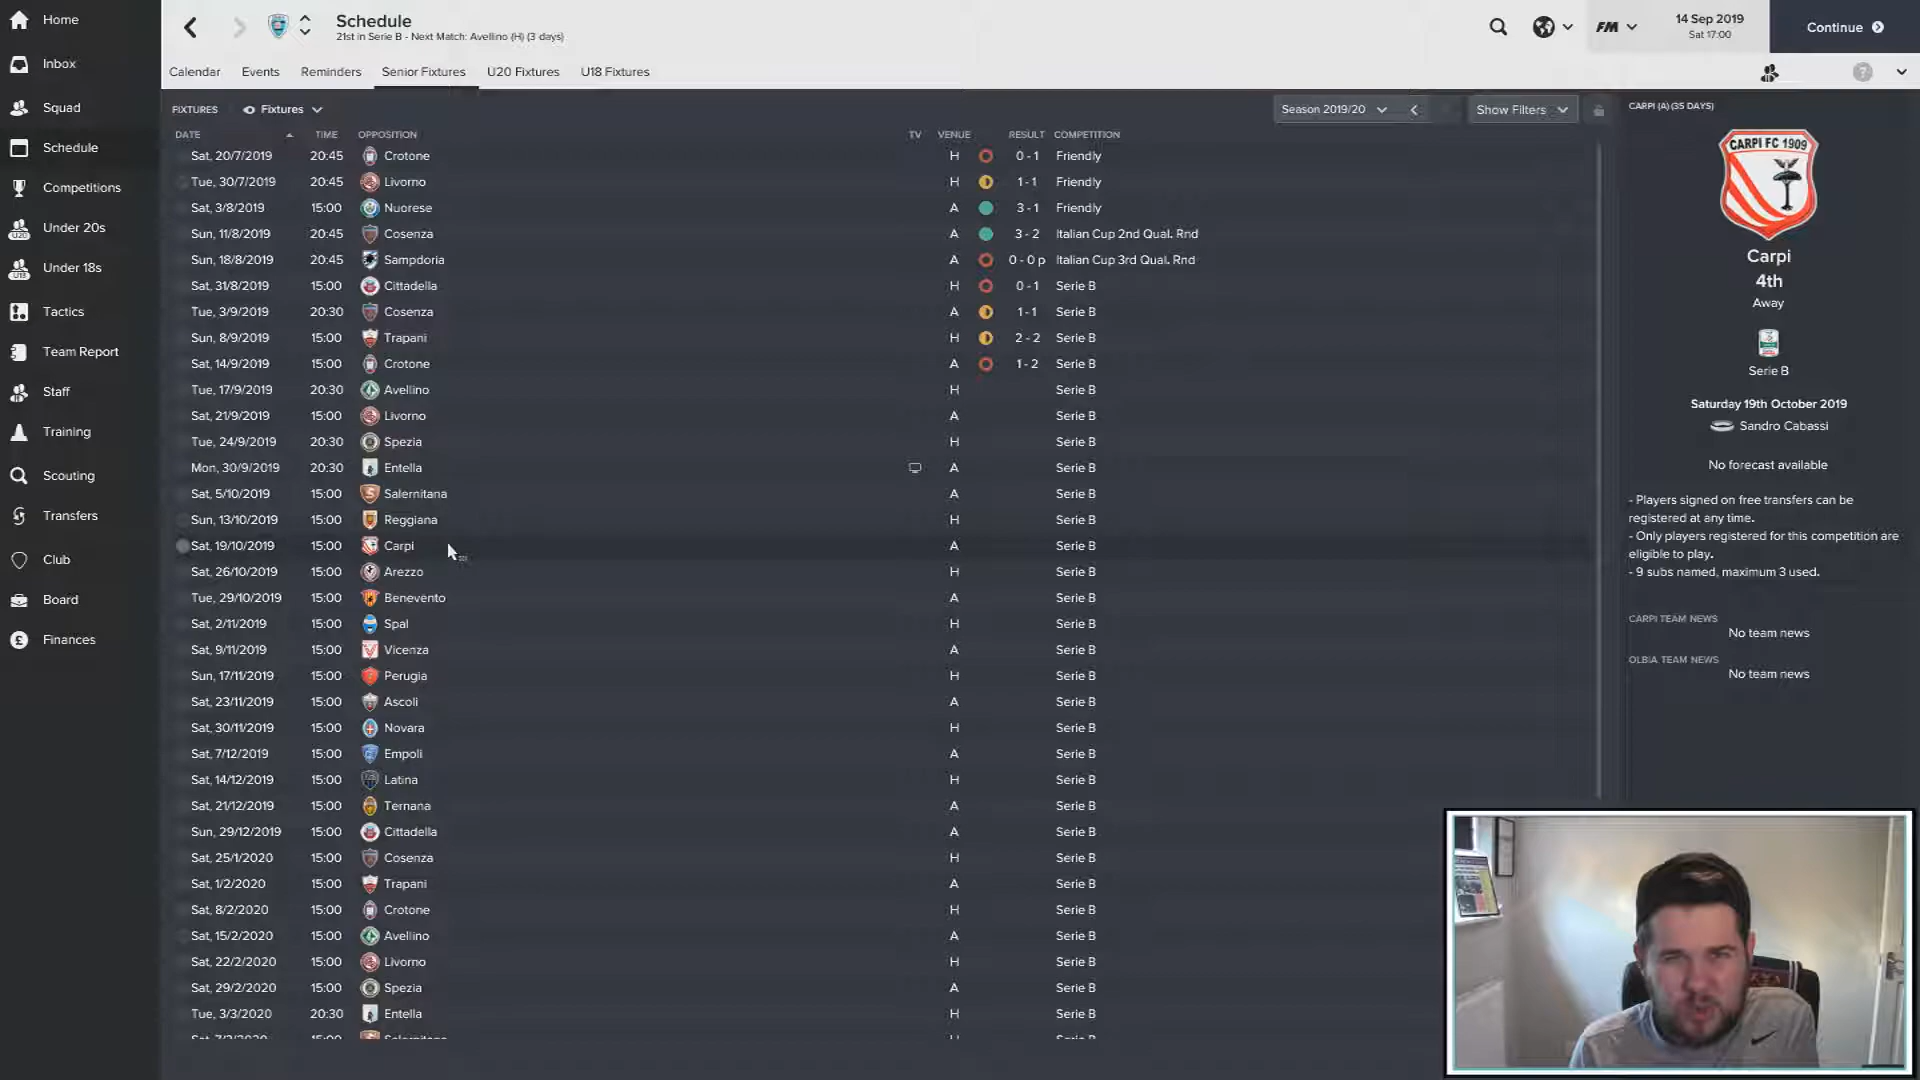 Home
Inbox
Squad
Schedule
Competitions
Under 20s
Under 18s
Tactics
Team Report
Staff
Training
Scouting
Transfers
Club
Board
Finances
Schedule
21st in Serie B - Next Match: Avellino (H) (3 days)
FM
14 Sep 2019
Sat 17:00
Continue
Calendar Events Reminders Senior Fixtures U20 Fixtures U18 Fixtures
FIXTURES Fixtures Season 2019/20 Show Filters
DATE TIME OPPOSITION TV VENUE RESULT COMPETITION
Sat, 20/7/2019 20:45 Crotone H 0 - 1 Friendly
Tue, 30/7/2019 20:45 Livorno H 1 - 1 Friendly
Sat, 3/8/2019 15:00 Nuorese A 3 - 1 Friendly
Sun, 11/8/2019 20:45 Cosenza A 3 - 2 Italian Cup 2nd Qual. Rnd
Sun, 18/8/2019 20:45 Sampdoria A 0 - 0 p Italian Cup 3rd Qual. Rnd
Sat, 31/8/2019 15:00 Cittadella H 0 - 1 Serie B
Tue, 3/9/2019 20:30 Cosenza A 1 - 1 Serie B
Sun, 8/9/2019 15:00 Trapani H 2 - 2 Serie B
Sat, 14/9/2019 15:00 Crotone A 1 - 2 Serie B
Tue, 17/9/2019 20:30 Avellino H Serie B
Sat, 21/9/2019 15:00 Livorno A Serie B
Tue, 24/9/2019 20:30 Spezia H Serie B
Mon, 30/9/2019 20:30 Entella A Serie B
Sat, 5/10/2019 15:00 Salernitana A Serie B
Sun, 13/10/2019 15:00 Reggiana H Serie B
Sat, 19/10/2019 15:00 Carpi A Serie B
Sat, 26/10/2019 15:00 Arezzo H Serie B
Tue, 29/10/2019 15:00 Benevento A Serie B
Sat, 2/11/2019 15:00 Spal H Serie B
Sat, 9/11/2019 15:00 Vicenza A Serie B
Sun, 17/11/2019 15:00 Perugia H Serie B
Sat, 23/11/2019 15:00 Ascoli A Serie B
Sat, 30/11/2019 15:00 Novara H Serie B
Sat, 7/12/2019 15:00 Empoli A Serie B
Sat, 14/12/2019 15:00 Latina H Serie B
Sat, 21/12/2019 15:00 Ternana A Serie B
Sun, 29/12/2019 15:00 Cittadella A Serie B
Sat, 25/1/2020 15:00 Cosenza H Serie B
Sat, 1/2/2020 15:00 Trapani A Serie B
Sat, 8/2/2020 15:00 Crotone H Serie B
Sat, 15/2/2020 15:00 Avellino A Serie B
Sat, 22/2/2020 15:00 Livorno H Serie B
Sat, 29/2/2020 15:00 Spezia A Serie B
Tue, 3/3/2020 20:30 Entella H Serie B
Sat, 7/3/2020 15:00 Salernitana H Serie B
CARPI (A) (35 DAYS)
CARPI FC 1909
Carpi
4th
Away
Serie B
Saturday 19th October 2019
Sandro Cabassi
No forecast available
- Players signed on free transfers can be
registered at any time.
- Only players registered for this competition are
eligible to play.
- 9 subs named, maximum 3 used.
CARPI TEAM NEWS
No team news
OLBIA TEAM NEWS
No team news